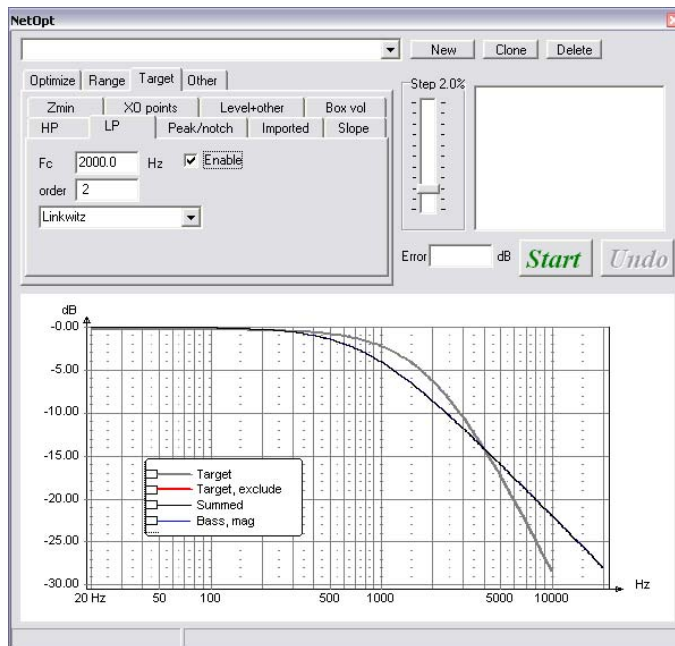 NetOpt
New Clone Delete
Optimize Range Target Other
Step 2.0%
Zmin XO points Level+other Box vol
HP LP Peak/notch Imported Slope
Fc 2000.0 Hz Enable
order 2
Linkwitz
Error dB Start Undo
dB
-0.00
-5.00
-10.00
-15.00
-20.00
-25.00
-30.00
Target
Target, exclude
Summed
Bass, mag
20 Hz 50 100 500 1000 5000 10000 Hz